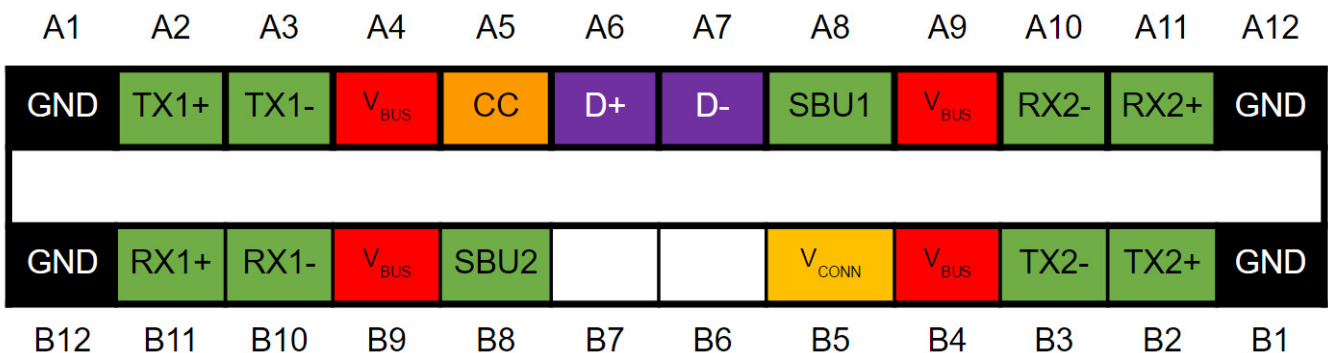 A1 A2 A3 A4 A5 A6 A7 A8 A9 A10 A11 A12
GND TX1+ TX1- VBUS CC D+ D- SBU1 VBUS RX2- RX2+ GND
GND RX1+ RX1- VBUS SBU2 VCONN VBUS TX2- TX2+ GND
B12 B11 B10 B9 B8 B7 B6 B5 B4 B3 B2 B1